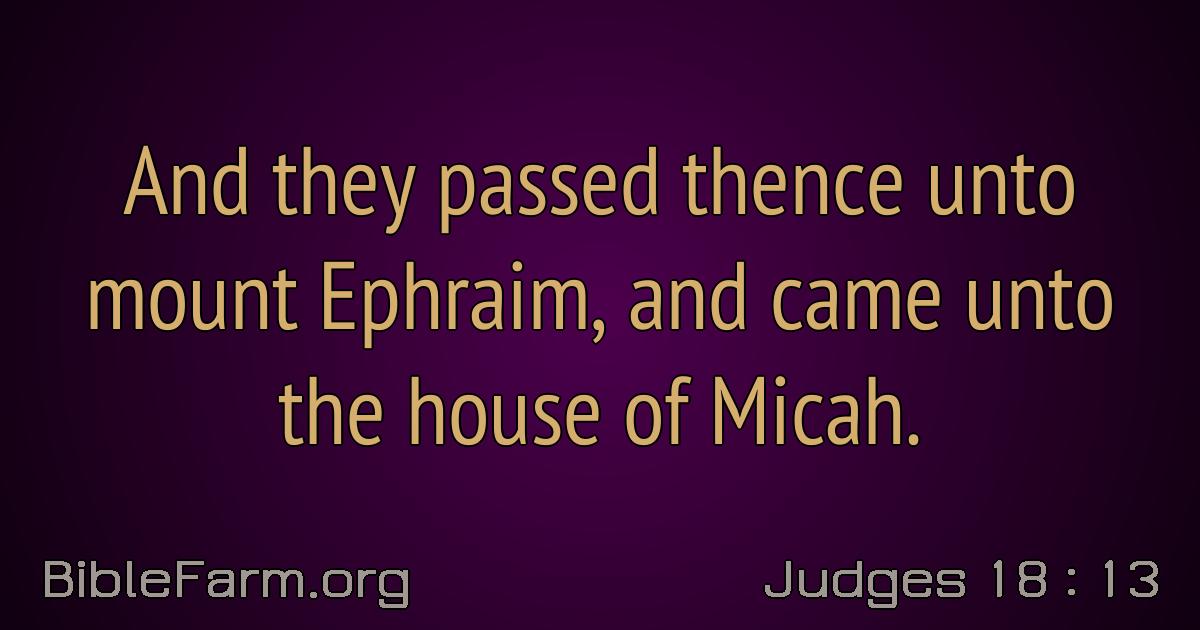 And they passed thence unto
mount Ephraim, and came unto
the house of Micah.
BibleFarm.org
Judges 18 : 13